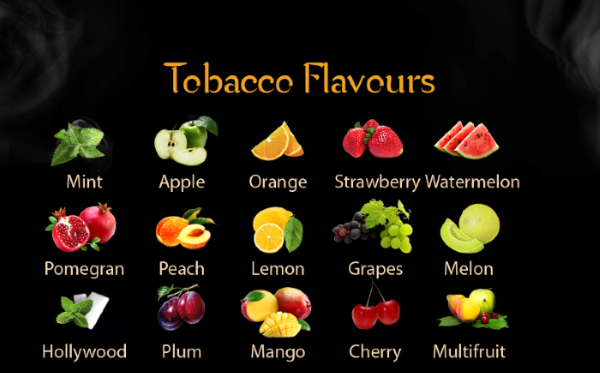 Tobacco Flavours
Mint Apple Orange Strawberry Watermelon
Pomegran Peach Lemon Grapes Melon
Hollywood Plum Mango Cherry Multifruit